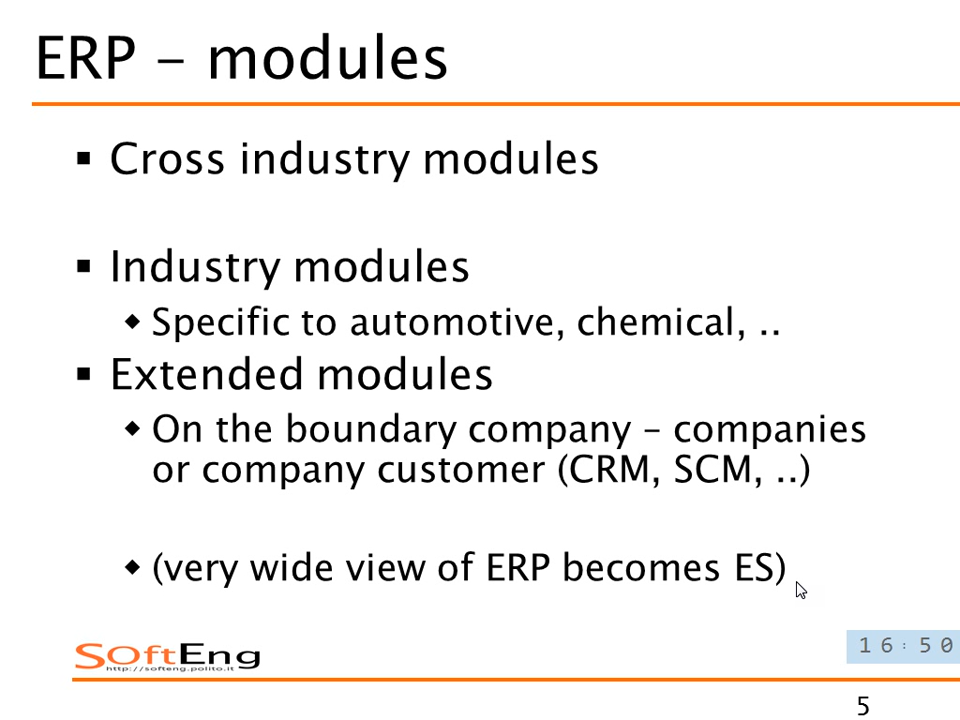 ERP - modules
▪ Cross industry modules
▪ Industry modules
◆ Specific to automotive, chemical, ..
▪ Extended modules
◆ On the boundary company – companies
or company customer (CRM, SCM, ..)
◆ (very wide view of ERP becomes ES)
SOftEng
http://softeng.polito.it
16:50
5